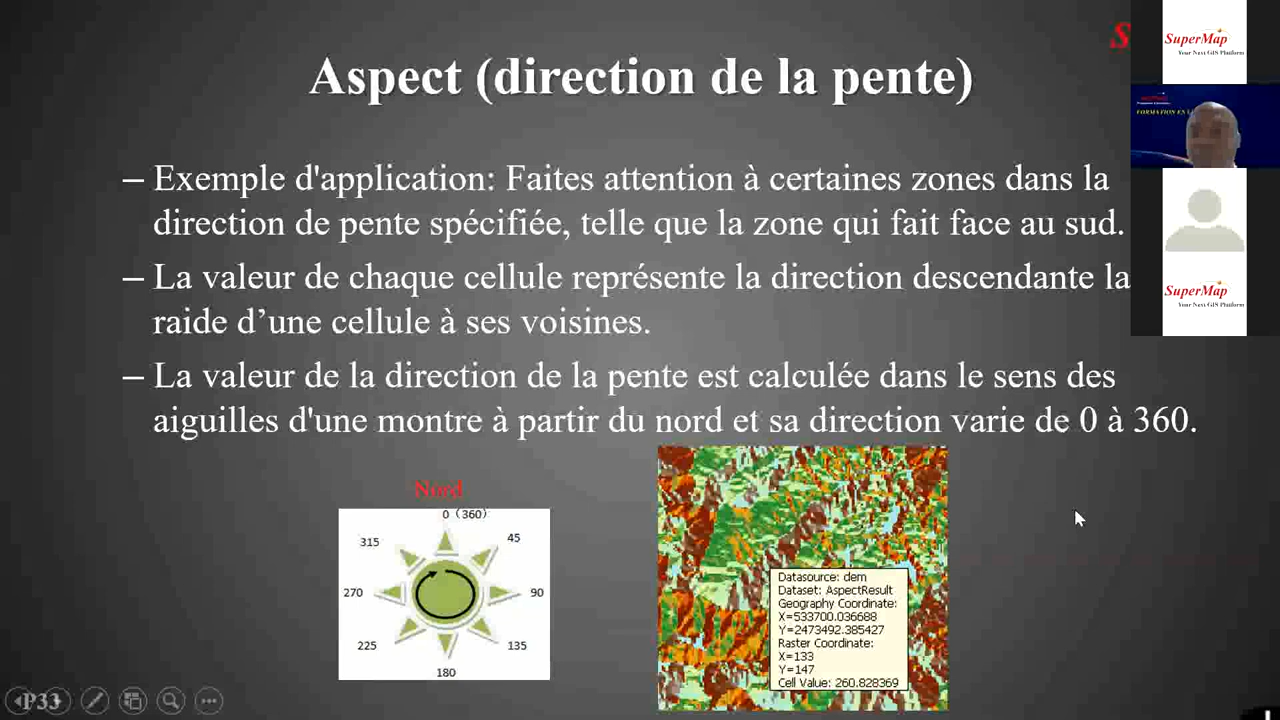 Aspect (direction de la pente)
S
SuperMap
Your Next GIS Platform
– Exemple d'application: Faites attention à certaines zones dans la
direction de pente spécifiée, telle que la zone qui fait face au sud.
– La valeur de chaque cellule représente la direction descendante la
raide d’une cellule à ses voisines.
– La valeur de la direction de la pente est calculée dans le sens des
aiguilles d'une montre à partir du nord et sa direction varie de 0 à 360.
FORMATION EN
SuperMap
Your Next GIS Platform
Nord
0 (360)
315
45
270
90
225
135
180
Datasource: dem
Dataset: AspectResult
Geography Coordinate:
X=533700.036688
Y=2473492.385427
Raster Coordinate:
X=133
Y=147
Cell Value: 260.828369
P33